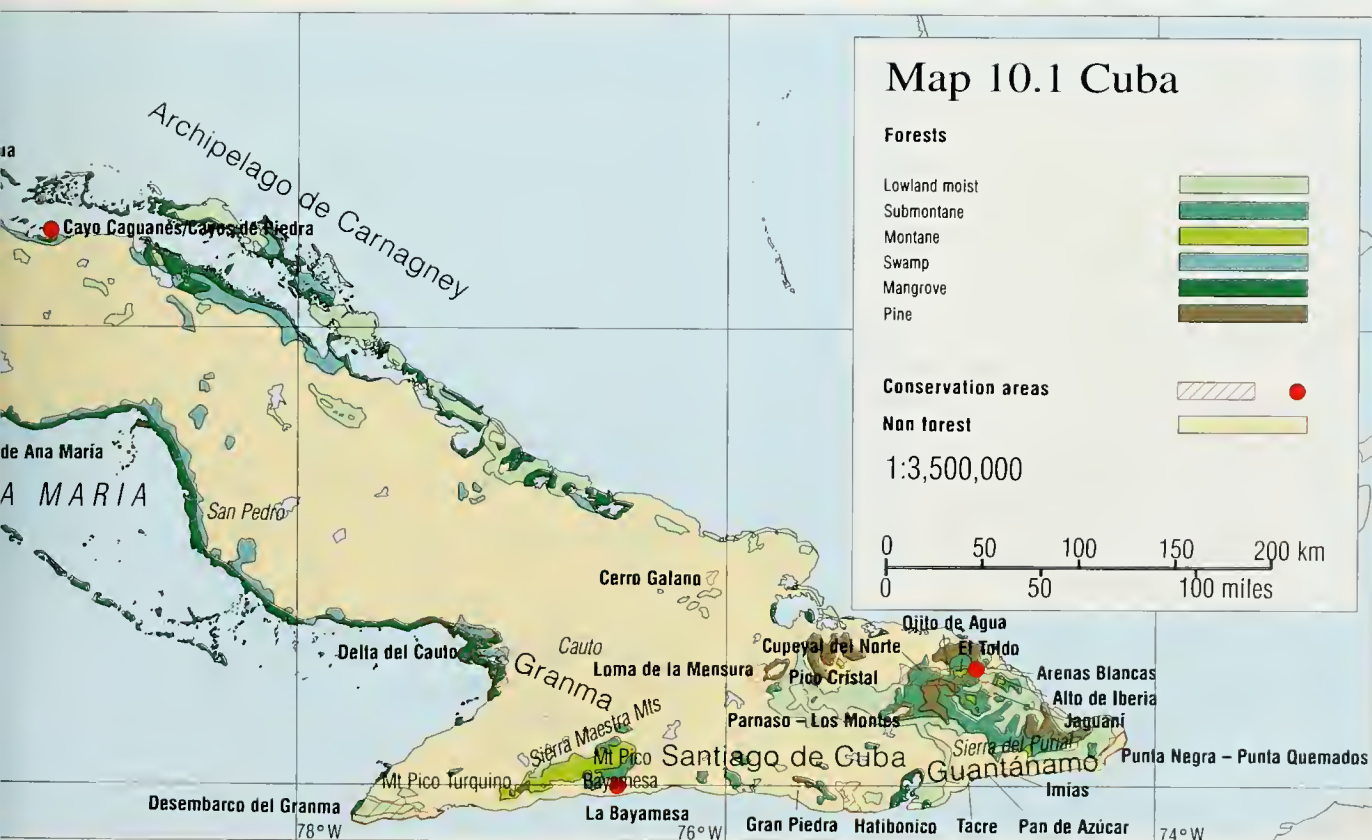 Map 10.1 Cuba
Forests
Lowland moist
Submontane
Montane
Swamp
Mangrove
Pine
Conservation areas
Non forest
1:3,500,000
0 50 100 150 200 km
0 50 100 miles
Archipelago de Carnagney
Cayo Caguanes/Cayos de Piedra
de Ana María
A MARIA
San Pedro
Cerro Galano
Delta del Cauto
Cauto
Granma
Loma de la Mensura
Cupeyal del Norte
Pico Cristal
Ojito de Agua
El Toldo
Arenas Blancas
Alto de Iberia
Jaguani
Parnaso – Los Montes
Sierra Maestra Mts
Mt Pico
Bayamesa
Santiago de Cuba
Sierra del Purial
Guantánamo
Punta Negra – Punta Quemados
Mt Pico Turquino
Imias
Desembarco del Granma
La Bayamesa
Gran Piedra
Hatibonico
Tacre
Pan de Azúcar
78°W
76°W
74°W